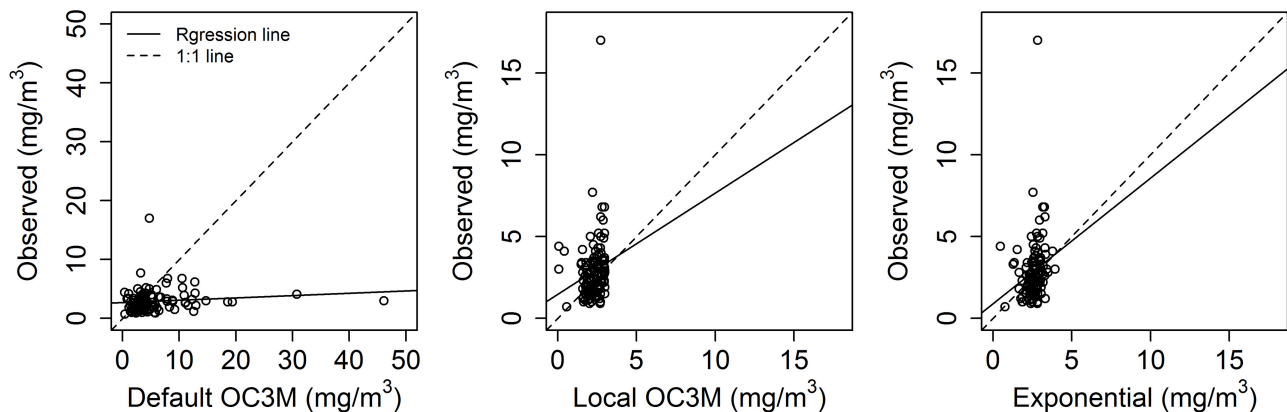 Observed (mg/m³)
50
40
30
20
10
0
Rgression line
1:1 line
0 10 20 30 40 50
Default OC3M (mg/m³)
Observed (mg/m³)
15
10
5
0
0 5 10 15
Local OC3M (mg/m³)
Observed (mg/m³)
15
10
5
0
0 5 10 15
Exponential (mg/m³)